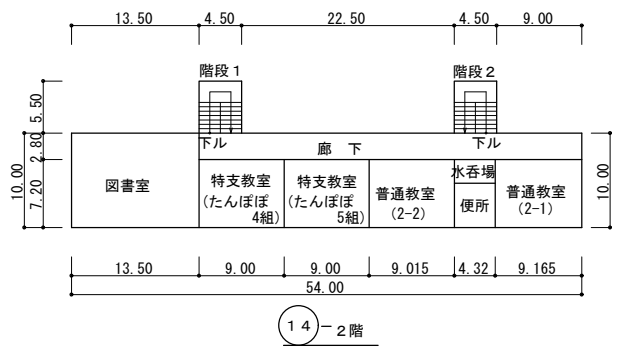 13.50 4.50 22.50 4.50 9.00
階段1 階段2
5.50
下ル 下ル
廊 下
2.80
10.00
7.20
10.00
図書室
特支教室
(たんぽぽ
4組)
特支教室
(たんぽぽ
5組)
普通教室
(2-2)
水呑場
便所
普通教室
(2-1)
13.50 9.00 9.00 9.015 4.32 9.165
54.00
14-2階